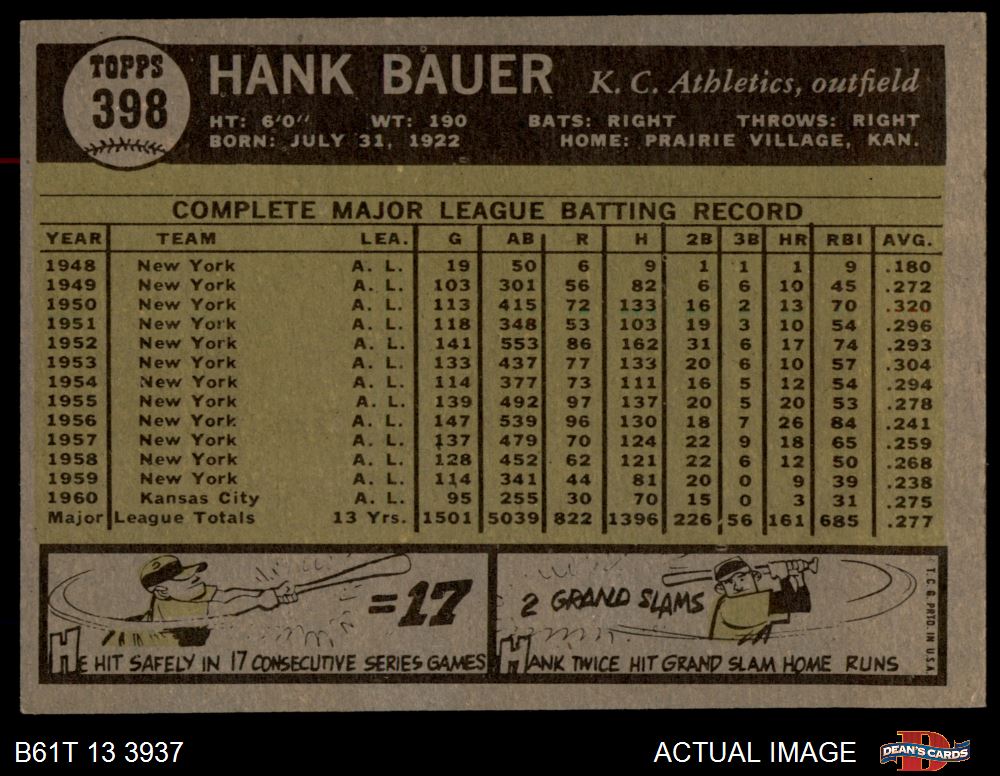 TOPPS
398
HANK BAUER K. C. Athletics, outfield
HT: 6'0" WT: 190 BATS: RIGHT THROWS: RIGHT
BORN: JULY 31, 1922 HOME: PRAIRIE VILLAGE, KAN.
COMPLETE MAJOR LEAGUE BATTING RECORD
YEAR TEAM LEA. G AB R H 2B 3B HR RBI AVG.
1948 New York A. L. 19 50 6 9 1 1 1 9 .180
1949 New York A. L. 103 301 56 82 6 6 10 45 .272
1950 New York A. L. 113 415 72 133 16 2 13 70 .320
1951 New York A. L. 118 348 53 103 19 3 10 54 .296
1952 New York A. L. 141 553 86 162 31 6 17 74 .293
1953 New York A. L. 133 437 77 133 20 6 10 57 .304
1954 New York A. L. 114 377 73 111 16 5 12 54 .294
1955 New York A. L. 139 492 97 137 20 5 20 53 .278
1956 New York A. L. 147 539 96 130 18 7 26 84 .241
1957 New York A. L. 137 479 70 124 22 9 18 65 .259
1958 New York A. L. 128 452 62 121 22 6 12 50 .268
1959 New York A. L. 114 341 44 81 20 0 9 39 .238
1960 Kansas City A. L. 95 255 30 70 15 0 3 31 .275
Major League Totals 13 Yrs. 1501 5039 822 1396 226 56 161 685 .277
=17
HE HIT SAFELY IN 17 CONSECUTIVE SERIES GAMES
2 GRAND SLAMS
HANK TWICE HIT GRAND SLAM HOME RUNS
T. C. G. PRTD. IN U.S.A.
B61T 13 3937
ACTUAL IMAGE
D
DEAN'S CARDS